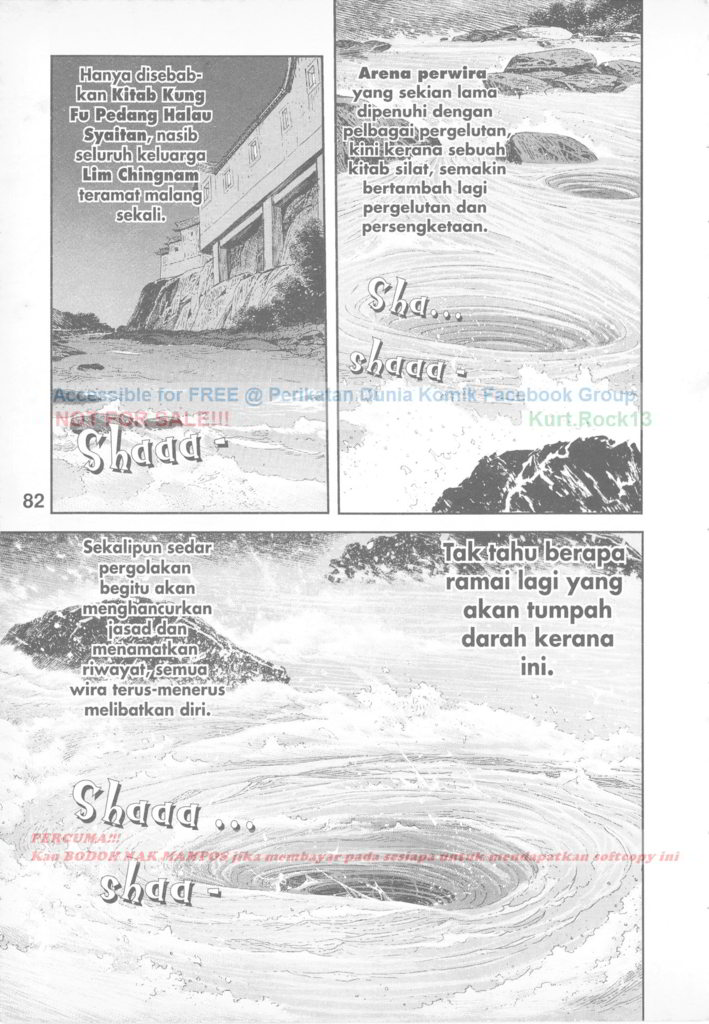 Hanya disebab-
kan Kitab Kung
Fu Pedang Halau
Syaitan, nasib
seluruh keluarga
Lim Chingnam
teramat malang
sekali.
Arena perwira
yang sekian lama
dipenuhi dengan
pelbagai pergelutan,
kini kerana sebuah
kitab silat, semakin
bertambah lagi
pergelutan dan
persengketaan.
Sha...
shaaa -
Accessible for FREE @ Perikatan Dunia Komik Facebook Group
NOT FOR SALE!!!
Kurt.Rock13
Shaaa -
82
Sekalipun sedar
pergolakan
begitu akan
menghancurkan
jasad dan
menamatkan
riwayat, semua
wira terus-menerus
melibatkan diri.
Tak tahu berapa
ramai lagi yang
akan tumpah
darah kerana
ini.
Shaaa ...
PERCUMA!!!
Kau BODOH NAK MAMPOS jika membayar pada sesiapa untuk mendapatkan softcopy ini
shaa -